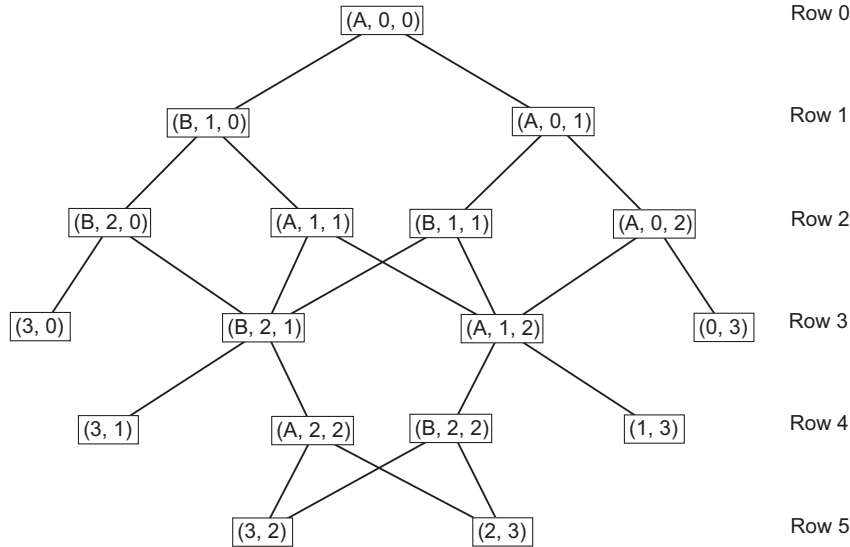 (A, 0, 0) Row 0
(B, 1, 0) (A, 0, 1) Row 1
(B, 2, 0) (A, 1, 1) (B, 1, 1) (A, 0, 2) Row 2
(3, 0) (B, 2, 1) (A, 1, 2) (0, 3) Row 3
(3, 1) (A, 2, 2) (B, 2, 2) (1, 3) Row 4
(3, 2) (2, 3) Row 5